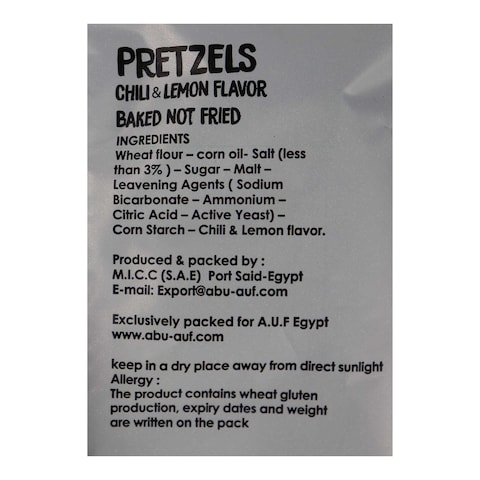 PRETZELS
CHILI & LEMON FLAVOR
BAKED NOT FRIED
INGREDIENTS
Wheat flour – corn oil- Salt (less
than 3% ) – Sugar – Malt –
Leavening Agents ( Sodium
Bicarbonate – Ammonium –
Citric Acid – Active Yeast) –
Corn Starch – Chili & Lemon flavor.
Produced & packed by :
M.I.C.C (S.A.E) Port Said-Egypt
E-mail: Export@abu-auf.com
Exclusively packed for A.U.F Egypt
www.abu-auf.com
keep in a dry place away from direct sunlight
Allergy :
The product contains wheat gluten
production, expiry dates and weight
are written on the pack